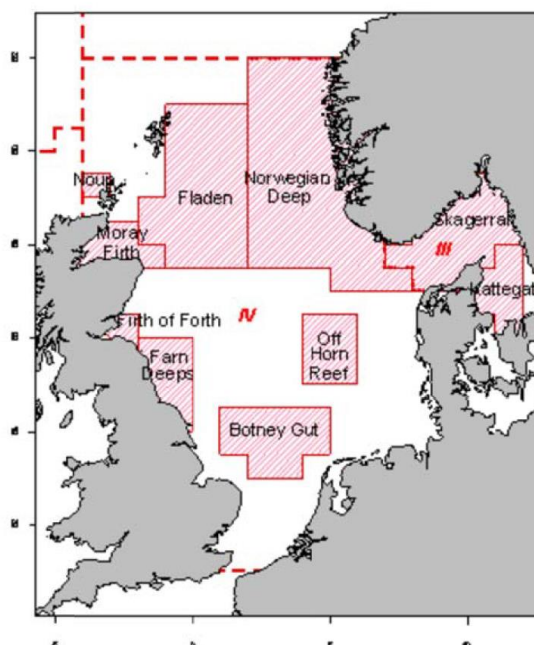 Noup
Fladen
Norwegian
Deep
Moray
Firth
Skagerrak
III
Kattegat
Firth of Forth
IV
Farn
Deeps
Off
Horn
Reef
Botney Gut